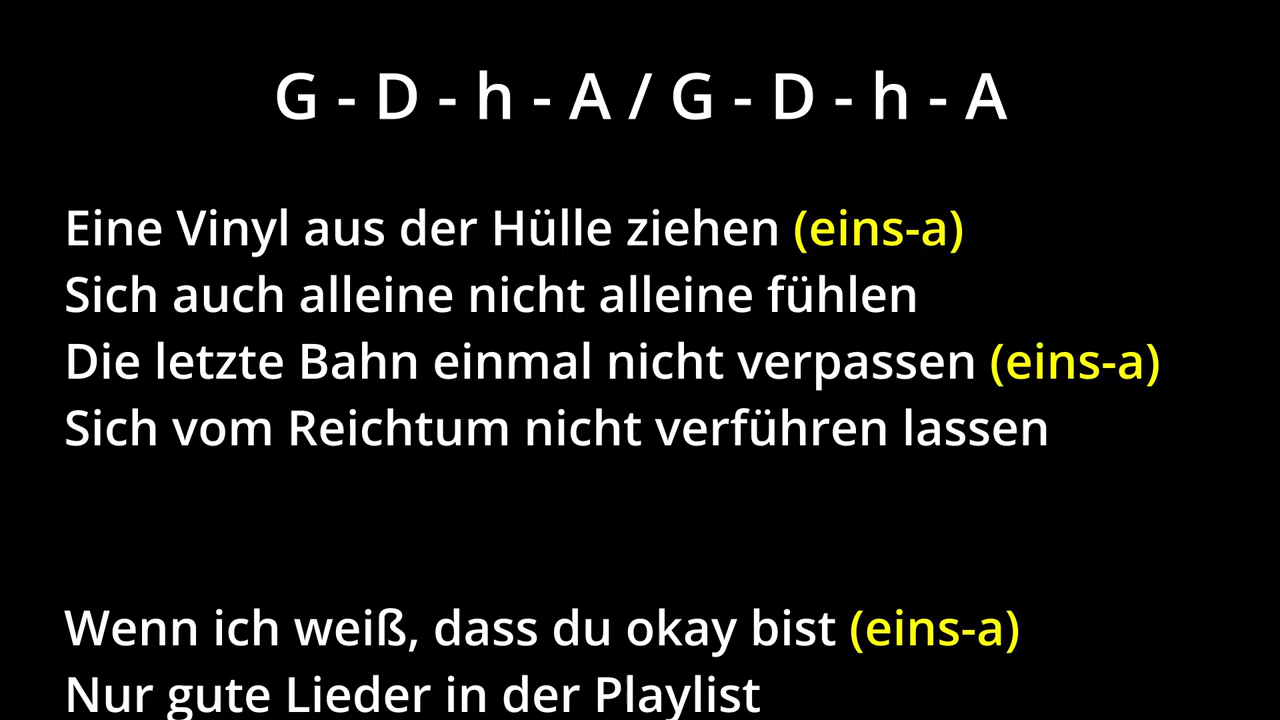 G - D - h - A / G - D - h - A
Eine Vinyl aus der Hülle ziehen (eins-a)
Sich auch alleine nicht alleine fühlen
Die letzte Bahn einmal nicht verpassen (eins-a)
Sich vom Reichtum nicht verführen lassen
Wenn ich weiß, dass du okay bist (eins-a)
Nur gute Lieder in der Playlist